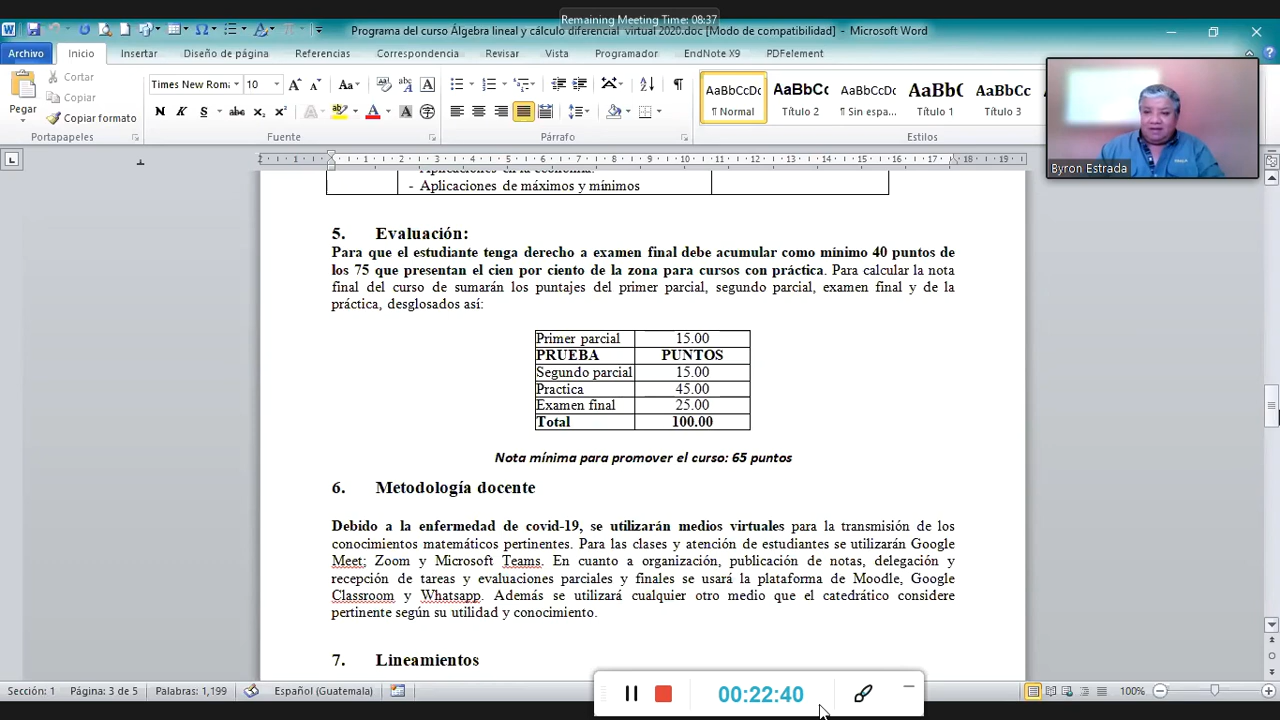 Remaining Meeting Time: 08:37
Programa del curso Álgebra lineal y cálculo diferencial virtual 2020.doc [Modo de compatibilidad] - Microsoft Word
Archivo Inicio Insertar Diseño de página Referencias Correspondencia Revisar Vista Programador EndNote X9 PDFelement
Cortar
Copiar
Copiar formato
Pegar
Times New Rom 10
AaBbCcDd AaBbCc AaBbCcDd AaBb( AaBbCc
¶ Normal Título 2 ¶ Sin espa... Título 1 Título 3
Portapapeles Fuente Párrafo Estilos
Byron Estrada
- Aplicaciones en la economía.
- Aplicaciones de máximos y mínimos
5. Evaluación:
Para que el estudiante tenga derecho a examen final debe acumular como mínimo 40 puntos de
los 75 que presentan el cien por ciento de la zona para cursos con práctica. Para calcular la nota
final del curso de sumarán los puntajes del primer parcial, segundo parcial, examen final y de la
práctica, desglosados así:
Primer parcial 15.00
PRUEBA PUNTOS
Segundo parcial 15.00
Practica 45.00
Examen final 25.00
Total 100.00
Nota mínima para promover el curso: 65 puntos
6. Metodología docente
Debido a la enfermedad de covid-19, se utilizarán medios virtuales para la transmisión de los
conocimientos matemáticos pertinentes. Para las clases y atención de estudiantes se utilizarán Google
Meet; Zoom y Microsoft Teams. En cuanto a organización, publicación de notas, delegación y
recepción de tareas y evaluaciones parciales y finales se usará la plataforma de Moodle, Google
Classroom y Whatsapp. Además se utilizará cualquier otro medio que el catedrático considere
pertinente según su utilidad y conocimiento.
7. Lineamientos
00:22:40
Sección: 1 Página: 3 de 5 Palabras: Español (Guatemala) 100%